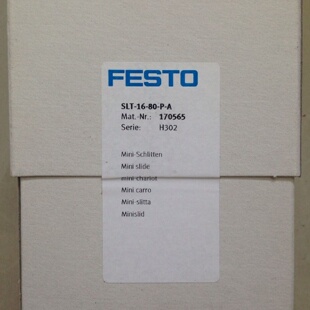 FESTO
SLT-16-80-P-A
Mat.-Nr.: 170565
Serie: H302
Mini-Schlitten
Mini slide
mini chariot
Mini carro
Mini-slitta
Minislid